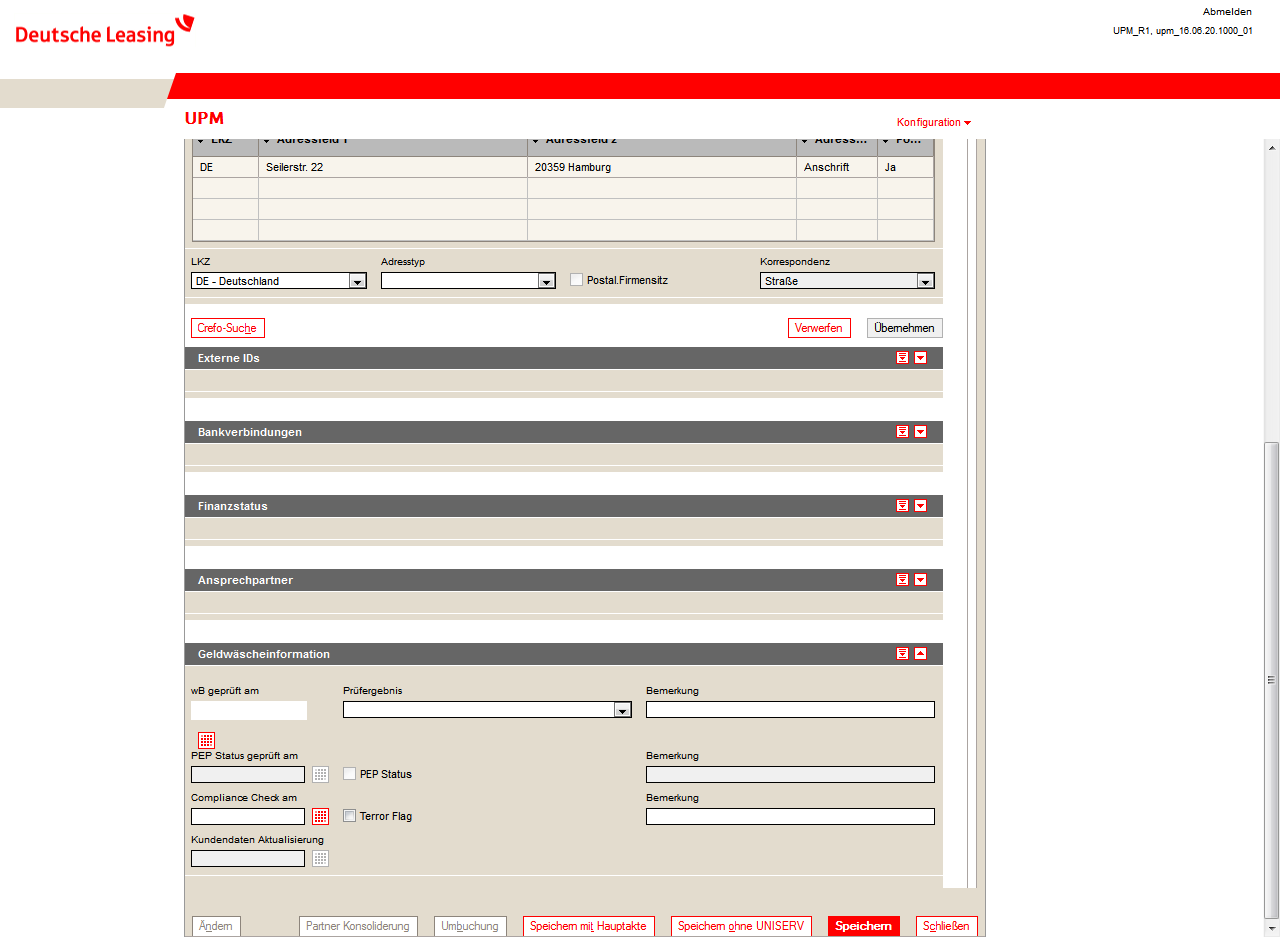 Deutsche Leasing
Abmelden
UPM_R1, upm_16.06.20.1000_01
UPM
Konfiguration
LKZ Adressfeld 1 Adressfeld 2 Adress... Po...
DE Seilerstr. 22 20359 Hamburg Anschrift Ja
LKZ Adresstyp Korrespondenz
DE - Deutschland Postal.Firmensitz Straße
Crefo-Suche Verwerfen Übernehmen
Externe IDs
Bankverbindungen
Finanzstatus
Ansprechpartner
Geldwäscheinformation
wB geprüft am Prüfergebnis Bemerkung
PEP Status geprüft am Bemerkung
PEP Status
Compliance Check am Bemerkung
Terror Flag
Kundendaten Aktualisierung
Ändern Partner Konsolidierung Umbuchung Speichern mit Hauptakte Speichern ohne UNISERV Speichern Schließen